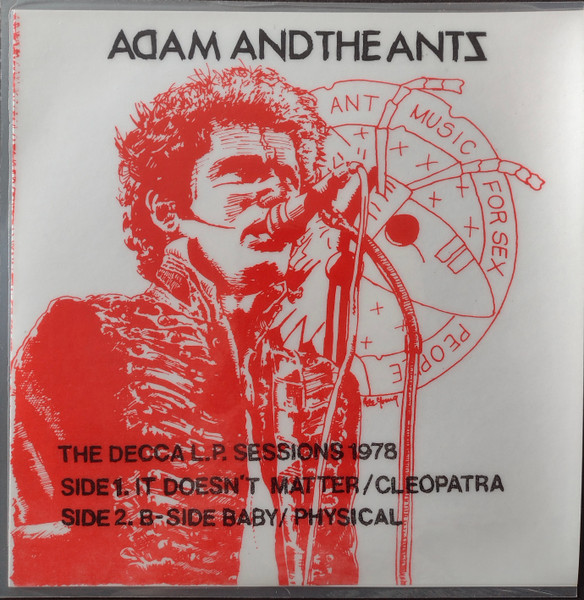 ADAM AND THE ANTS
ANT MUSIC FOR SEX PEOPLE
THE DECCA L.P. SESSIONS 1978
SIDE 1. IT DOESN'T MATTER/CLEOPATRA
SIDE 2. B-SIDE BABY/PHYSICAL